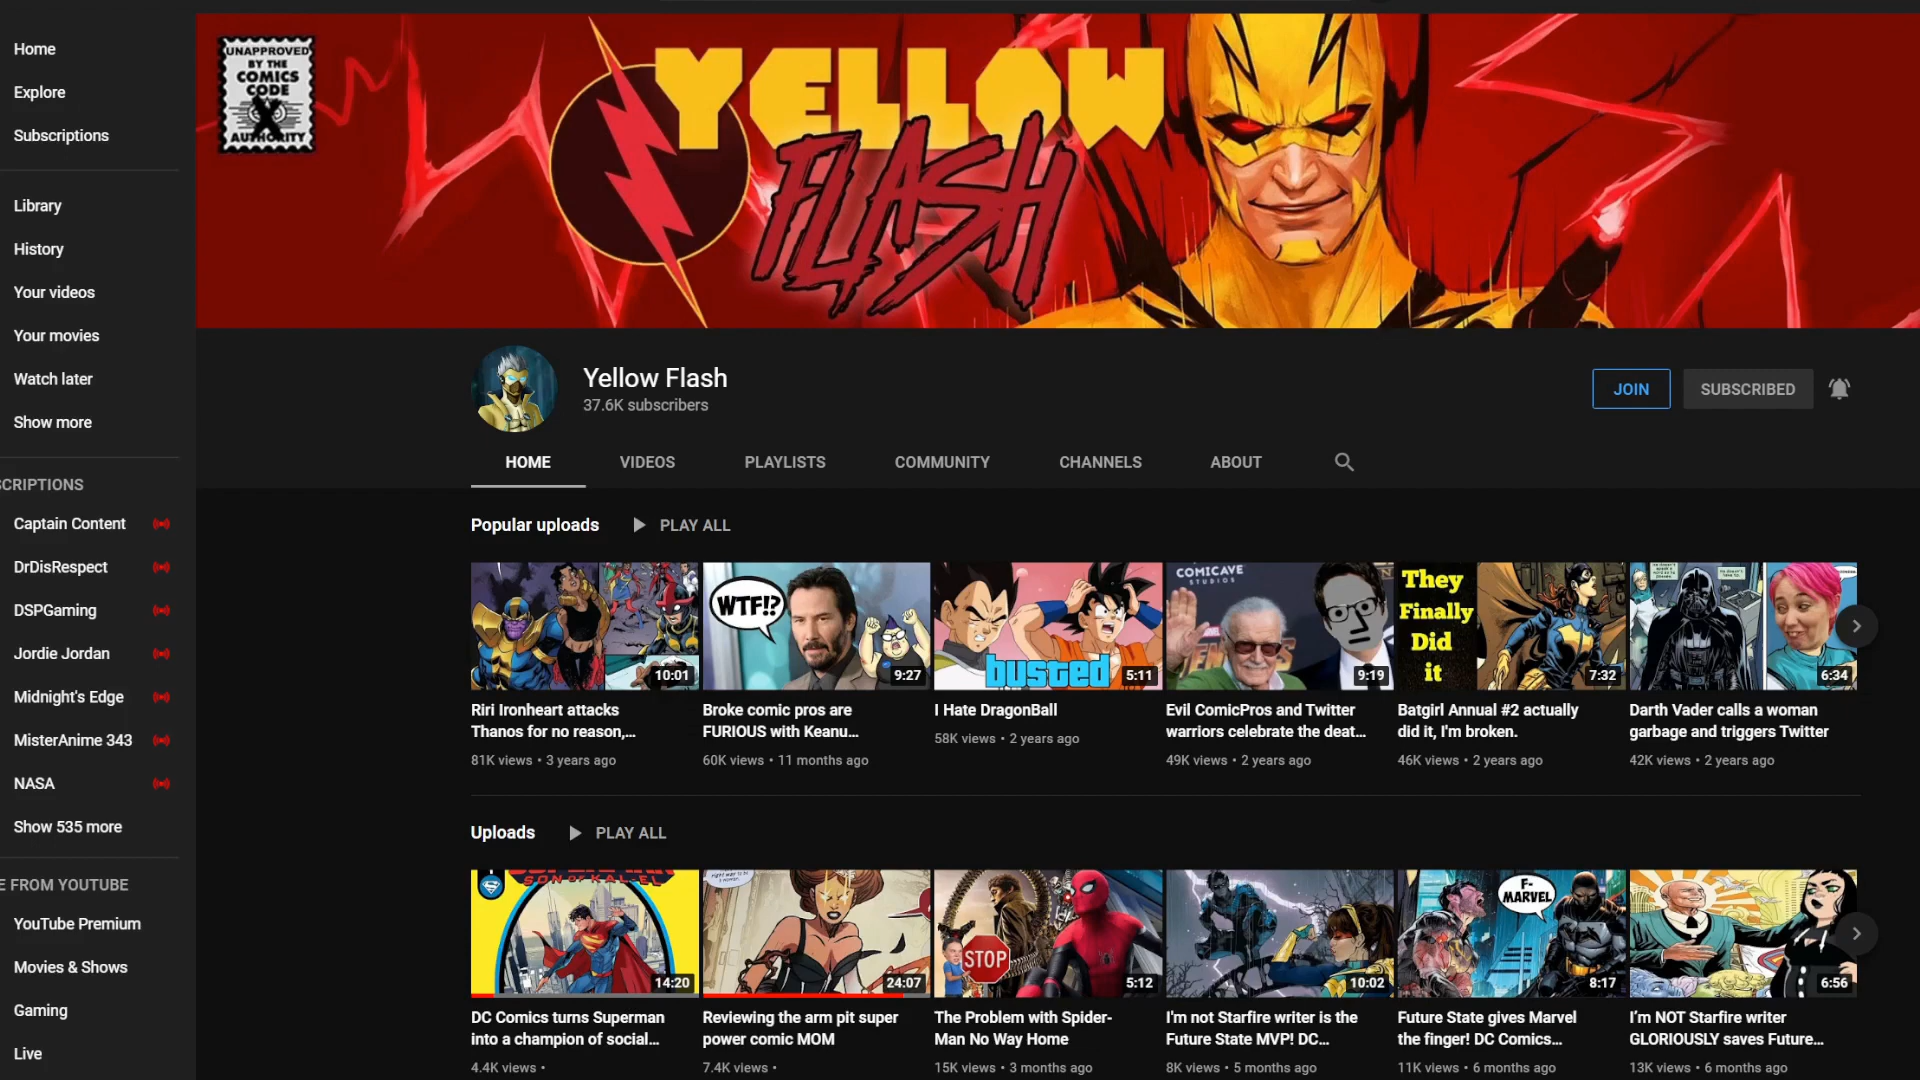 Home
Explore
Subscriptions
Library
History
Your videos
Your movies
Watch later
Show more
SCRIPTIONS
Captain Content
DrDisRespect
DSPGaming
Jordie Jordan
Midnight's Edge
MisterAnime 343
NASA
Show 535 more
E FROM YOUTUBE
YouTube Premium
Movies & Shows
Gaming
Live
UNAPPROVED
BY THE
COMICS
CODE
AUTHORITY
YELLOW
FLASH
Yellow Flash
37.6K subscribers
JOIN
SUBSCRIBED
HOME
VIDEOS
PLAYLISTS
COMMUNITY
CHANNELS
ABOUT
Popular uploads
PLAY ALL
10:01
Riri Ironheart attacks
Thanos for no reason,...
81K views • 3 years ago
WTF!?
9:27
Broke comic pros are
FURIOUS with Keanu...
60K views • 11 months ago
busted
5:11
I Hate DragonBall
58K views • 2 years ago
COMICAVE
STUDIOS
9:19
Evil ComicPros and Twitter
warriors celebrate the deat...
49K views • 2 years ago
They
Finally
Did
it
7:32
Batgirl Annual #2 actually
did it, I'm broken.
46K views • 2 years ago
6:34
Darth Vader calls a woman
garbage and triggers Twitter
42K views • 2 years ago
Uploads
PLAY ALL
SON OF KAL-EL
14:20
DC Comics turns Superman
into a champion of social...
4.4K views •
24:07
Reviewing the arm pit super
power comic MOM
7.4K views •
STOP
5:12
The Problem with Spider-
Man No Way Home
15K views • 3 months ago
10:02
I'm not Starfire writer is the
Future State MVP! DC...
8K views • 5 months ago
F-
MARVEL
8:17
Future State gives Marvel
the finger! DC Comics...
11K views • 6 months ago
6:56
I'm NOT Starfire writer
GLORIOUSLY saves Future...
13K views • 6 months ago